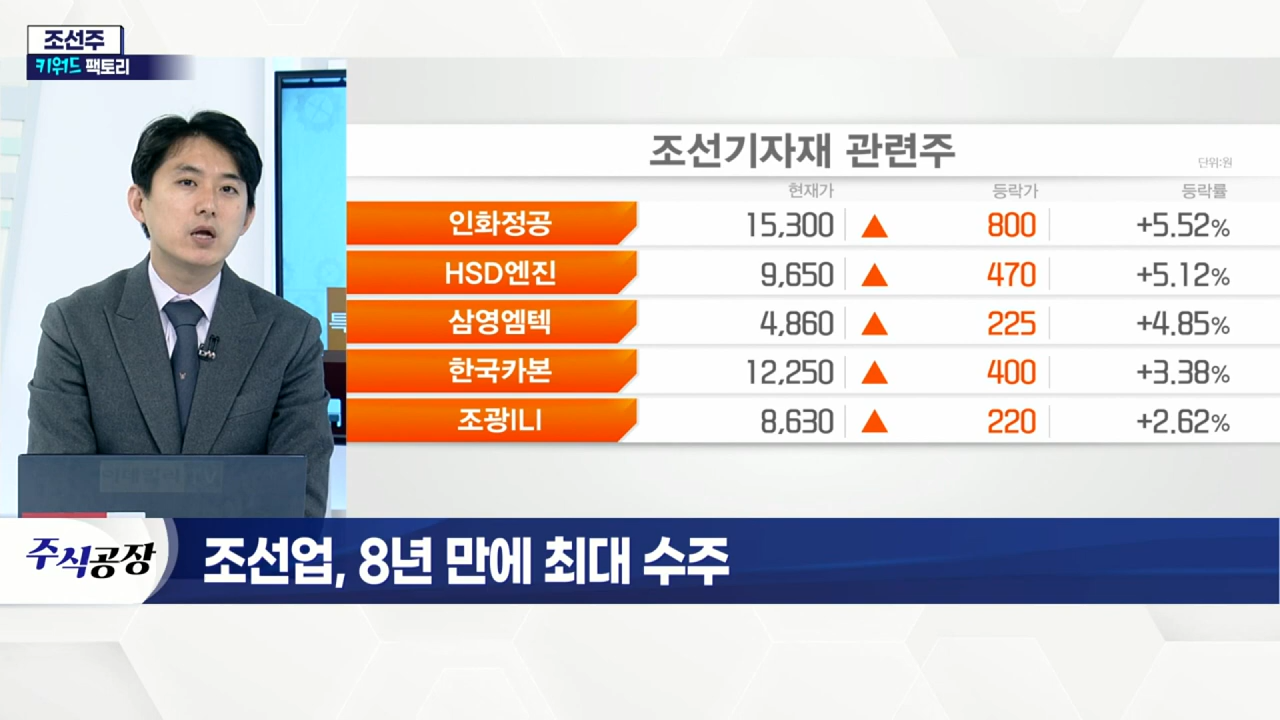 조선주
키워드 팩토리
조선기자재 관련주
단위:원
현재가 등락가 등락률
인화정공 15,300 ▲ 800 +5.52%
HSD엔진 9,650 ▲ 470 +5.12%
삼영엠텍 4,860 ▲ 225 +4.85%
한국카본 12,250 ▲ 400 +3.38%
조광ILI 8,630 ▲ 220 +2.62%
특
주식공장
조선업, 8년 만에 최대 수주